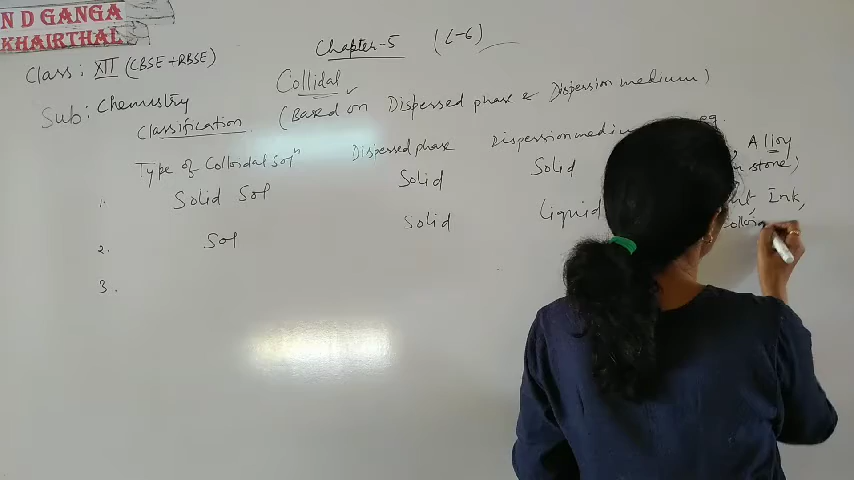 N D GANGA
KHAIRTHAL
Chapter-5 (L-6)
Class: XII (CBSE+RBSE)
Collidal
Sub: Chemistry
(Based on Dispersed phase & Dispersion medium)
Classification
eg.
Type of Colloidal Solⁿ Dispersed phase Dispersion medium
1. Solid Sol Solid Solid , Alloy
stone,
2. Sol Solid Liquid Ink,
3.